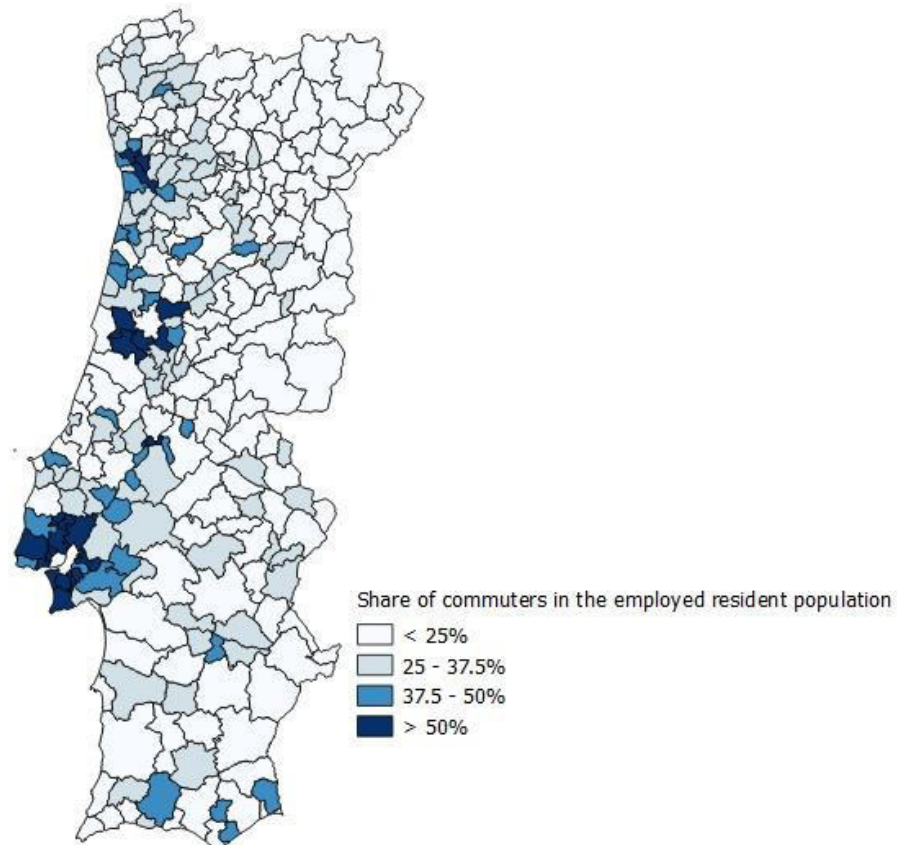 Share of commuters in the employed resident population
< 25%
25 - 37.5%
37.5 - 50%
> 50%